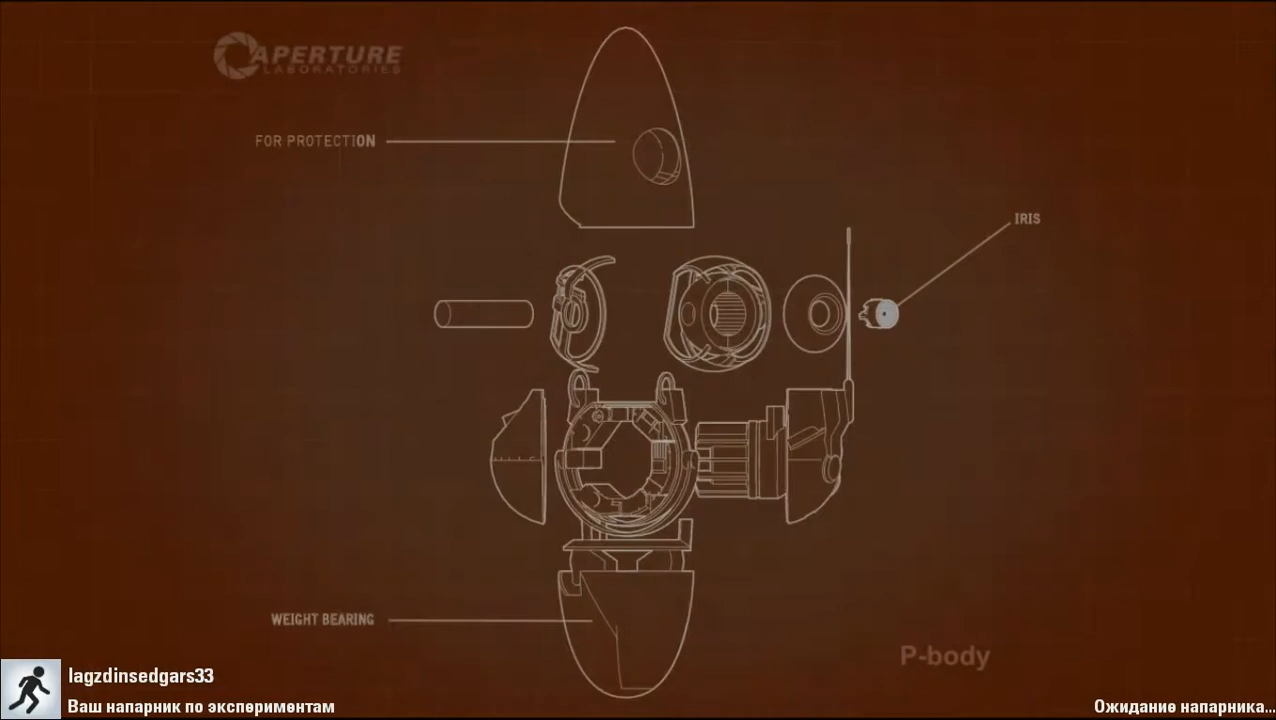 APERTURE
LABORATORIES
FOR PROTECTION
IRIS
WEIGHT BEARING
P-body
lagzdinsedgars33
Ваш напарник по экспериментам
Ожидание напарника...